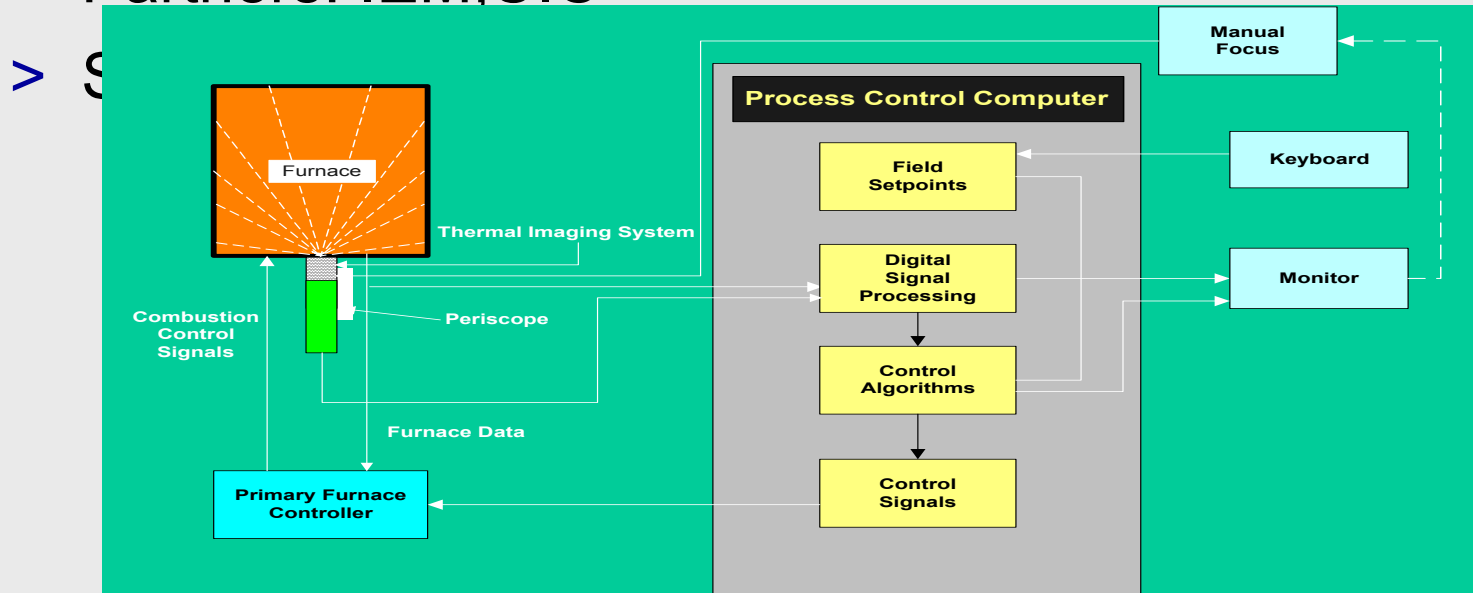 >
Manual
Focus
Process Control Computer
Furnace
Field
Setpoints
Keyboard
Thermal Imaging System
Digital
Signal
Processing
Monitor
Combustion
Control
Signals
Periscope
Control
Algorithms
Furnace Data
Primary Furnace
Controller
Control
Signals